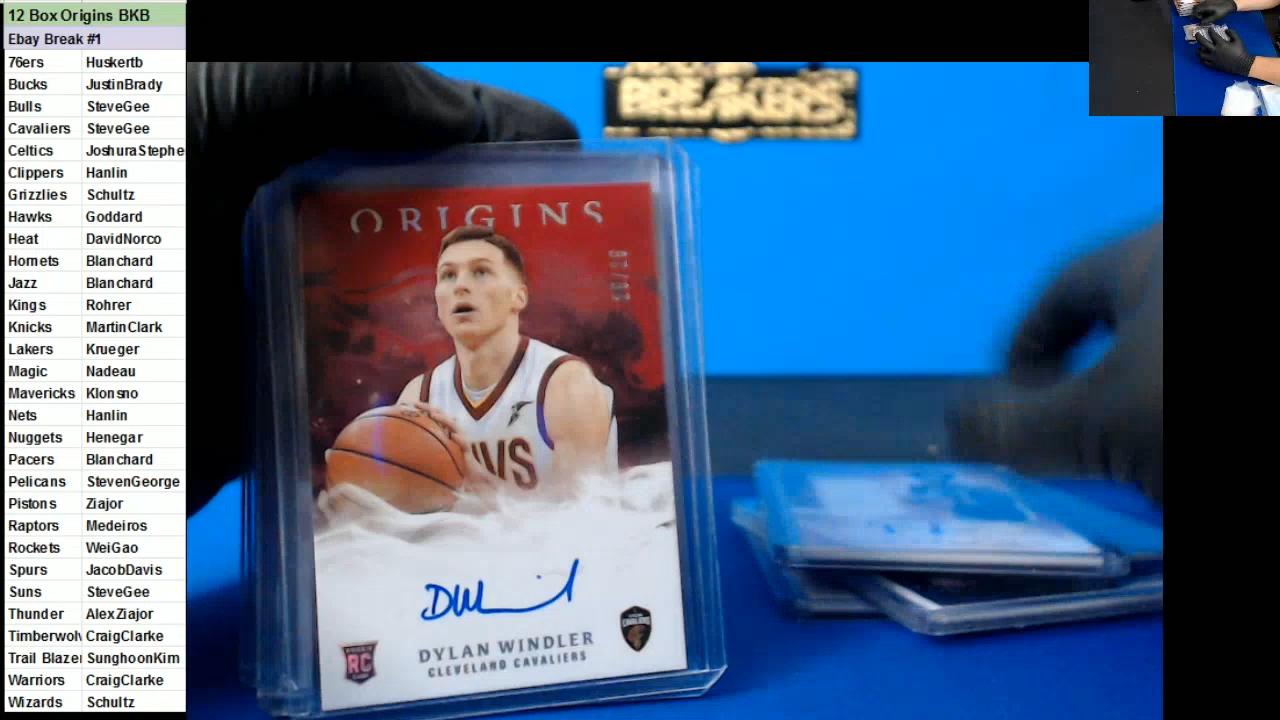 12 Box Origins BKB
Ebay Break #1
76ers Huskertb
Bucks JustinBrady
Bulls SteveGee
Cavaliers SteveGee
Celtics JoshuraStephe
Clippers Hanlin
Grizzlies Schultz
Hawks Goddard
Heat DavidNorco
Hornets Blanchard
Jazz Blanchard
Kings Rohrer
Knicks MartinClark
Lakers Krueger
Magic Nadeau
Mavericks Klonsno
Nets Hanlin
Nuggets Henegar
Pacers Blanchard
Pelicans StevenGeorge
Pistons Ziajor
Raptors Medeiros
Rockets WeiGao
Spurs JacobDavis
Suns SteveGee
Thunder AlexZiajor
Timberwolv CraigClarke
Trail Blazer SunghoonKim
Warriors CraigClarke
Wizards Schultz
BREAKERS
ORIGINS
CAVS
RC
DYLAN WINDLER
CLEVELAND CAVALIERS